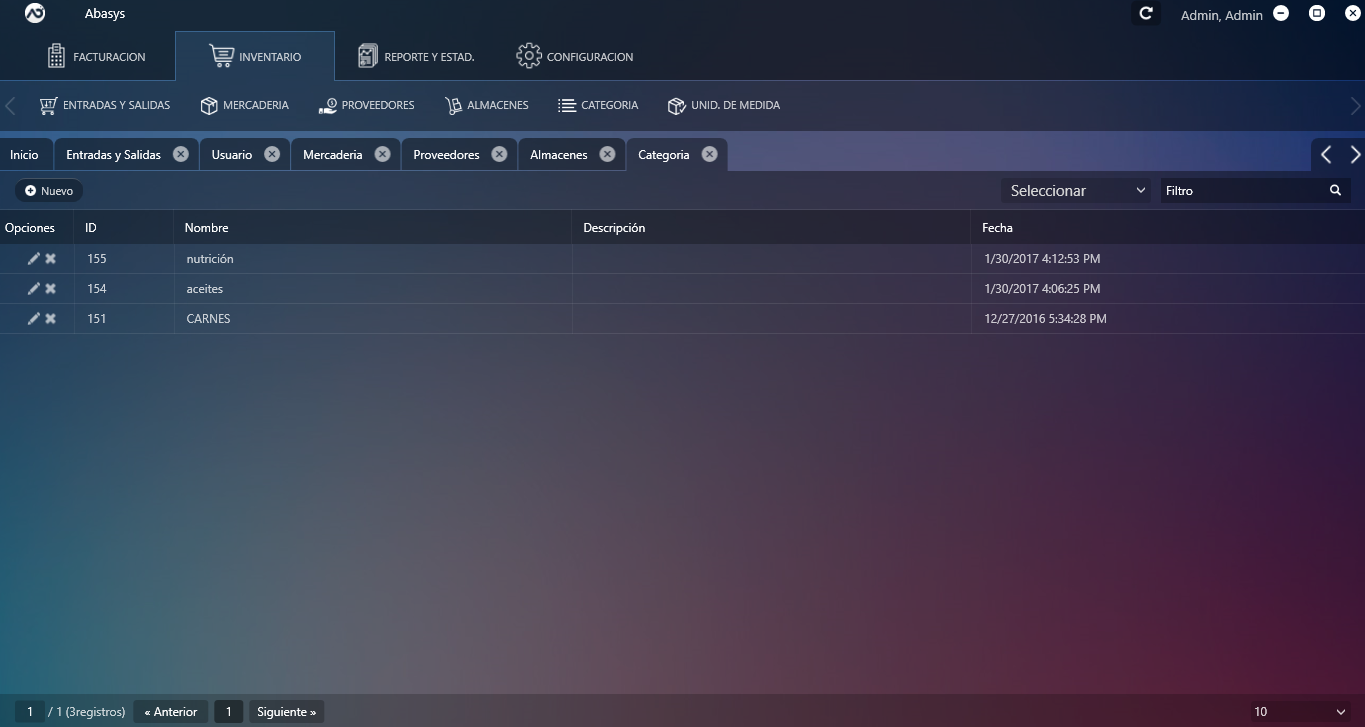 Abasys
Admin, Admin
FACTURACION INVENTARIO REPORTE Y ESTAD. CONFIGURACION
ENTRADAS Y SALIDAS MERCADERIA PROVEEDORES ALMACENES CATEGORIA UNID. DE MEDIDA
Inicio Entradas y Salidas Usuario Mercaderia Proveedores Almacenes Categoria
Nuevo Seleccionar Filtro
Opciones ID Nombre Descripción Fecha
155 nutrición 1/30/2017 4:12:53 PM
154 aceites 1/30/2017 4:06:25 PM
151 CARNES 12/27/2016 5:34:28 PM
1 / 1 (3registros) « Anterior 1 Siguiente » 10